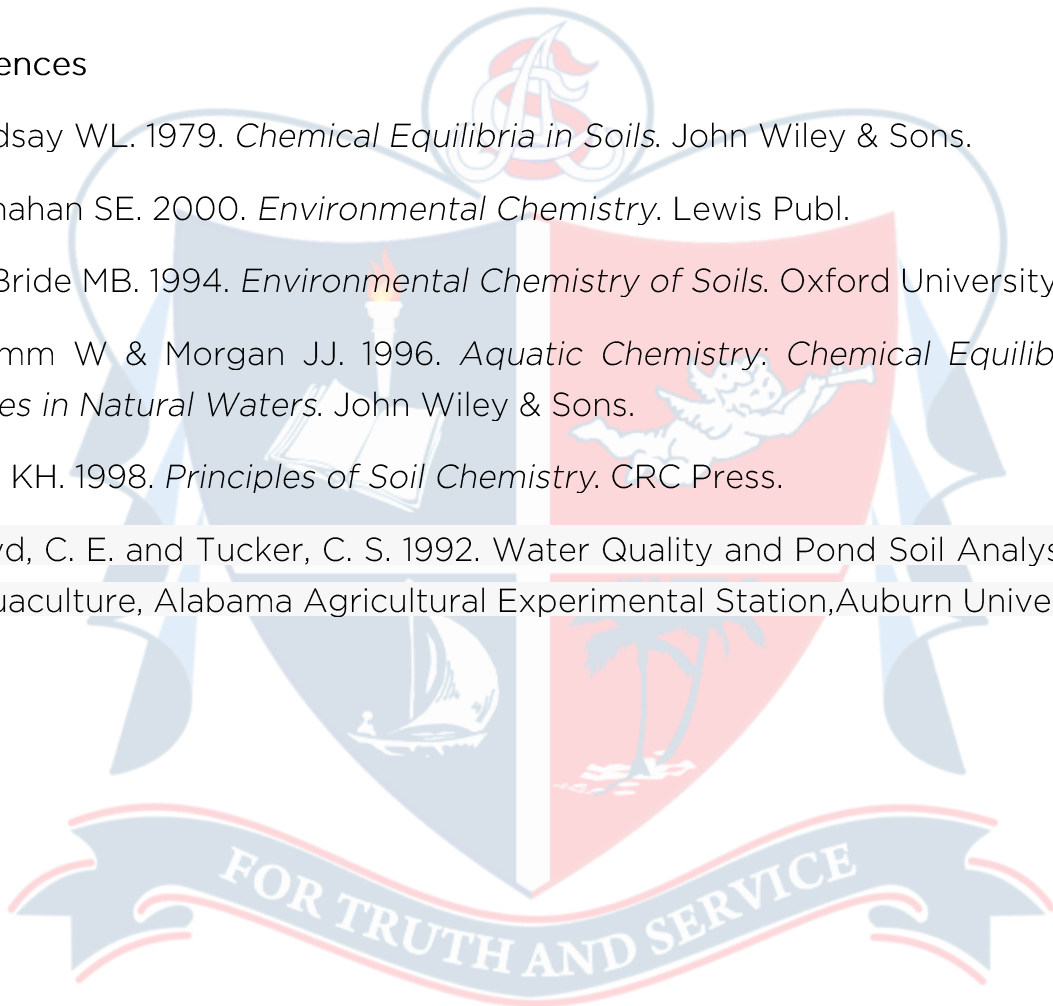 ences
dsay WL. 1979. Chemical Equilibria in Soils. John Wiley & Sons.
nahan SE. 2000. Environmental Chemistry. Lewis Publ.
Bride MB. 1994. Environmental Chemistry of Soils. Oxford University
mm W & Morgan JJ. 1996. Aquatic Chemistry: Chemical Equilib
es in Natural Waters. John Wiley & Sons.
KH. 1998. Principles of Soil Chemistry. CRC Press.
yd, C. E. and Tucker, C. S. 1992. Water Quality and Pond Soil Analys
uaculture, Alabama Agricultural Experimental Station,Auburn Unive
FOR TRUTH AND SERVICE